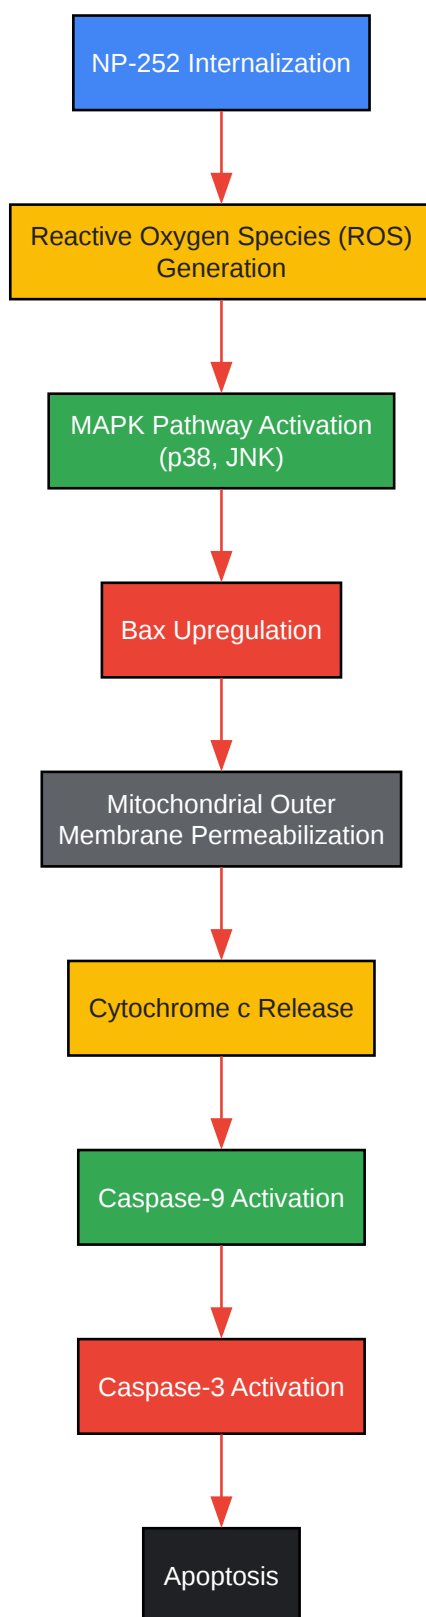 NP-252 Internalization
Reactive Oxygen Species (ROS)
Generation
MAPK Pathway Activation
(p38, JNK)
Bax Upregulation
Mitochondrial Outer
Membrane Permeabilization
Cytochrome c Release
Caspase-9 Activation
Caspase-3 Activation
Apoptosis